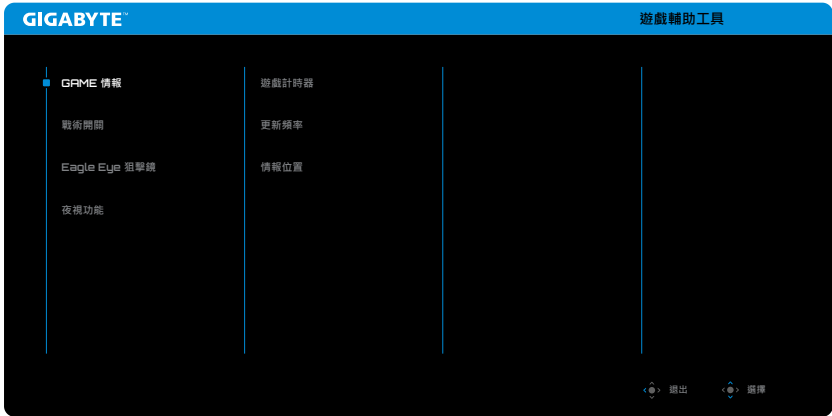 GIGABYTE™
遊戲輔助工具
GAME 情報
戰術開關
Eagle Eye 狙擊鏡
夜視功能
遊戲計時器
更新頻率
情報位置
退出
選擇